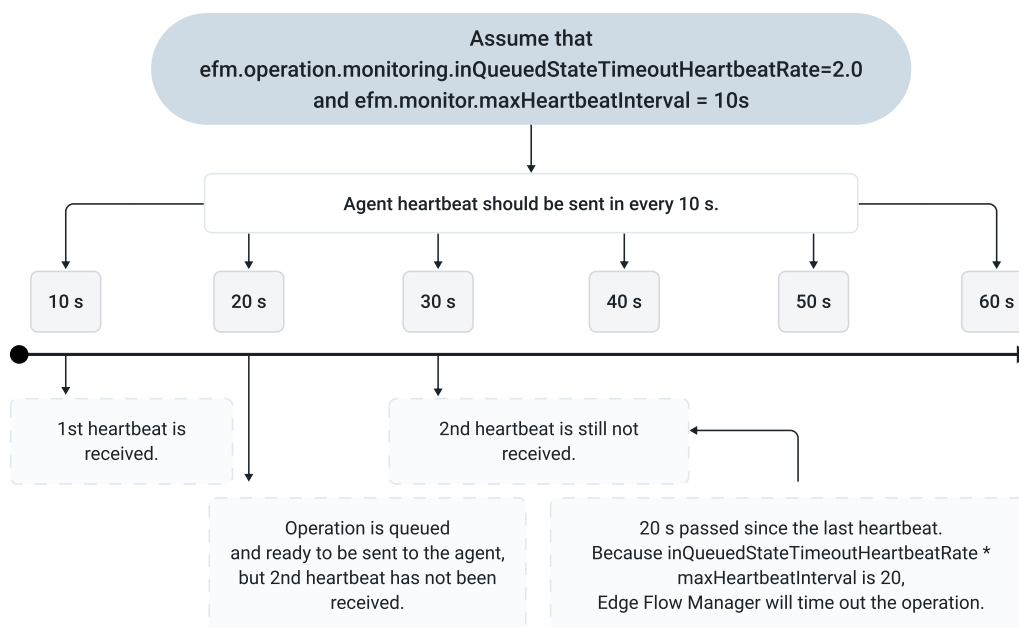 Assume that
efm.operation.monitoring.inQueuedStateTimeoutHeartbeatRate=2.0
and efm.monitor.maxHeartbeatInterval = 10s
Agent heartbeat should be sent in every 10 s.
10 s
20 s
30 s
40 s
50 s
60 s
1st heartbeat is
received.
2nd heartbeat is still not
received.
Operation is queued
and ready to be sent to the agent,
but 2nd heartbeat has not been
received.
20 s passed since the last heartbeat.
Because inQueuedStateTimeoutHeartbeatRate *
maxHeartbeatInterval is 20,
Edge Flow Manager will time out the operation.